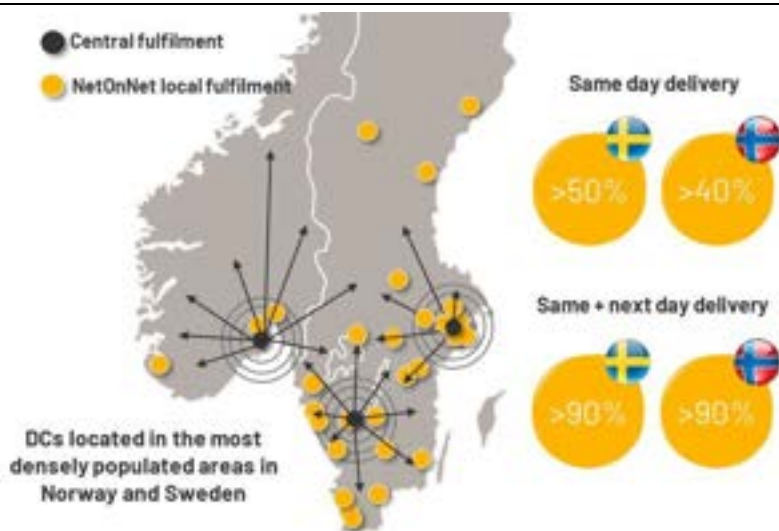 Central fulfilment
NetOnNet local fulfilment
Same day delivery
>50%
>40%
Same + next day delivery
>90%
>90%
DCs located in the most
densely populated areas in
Norway and Sweden